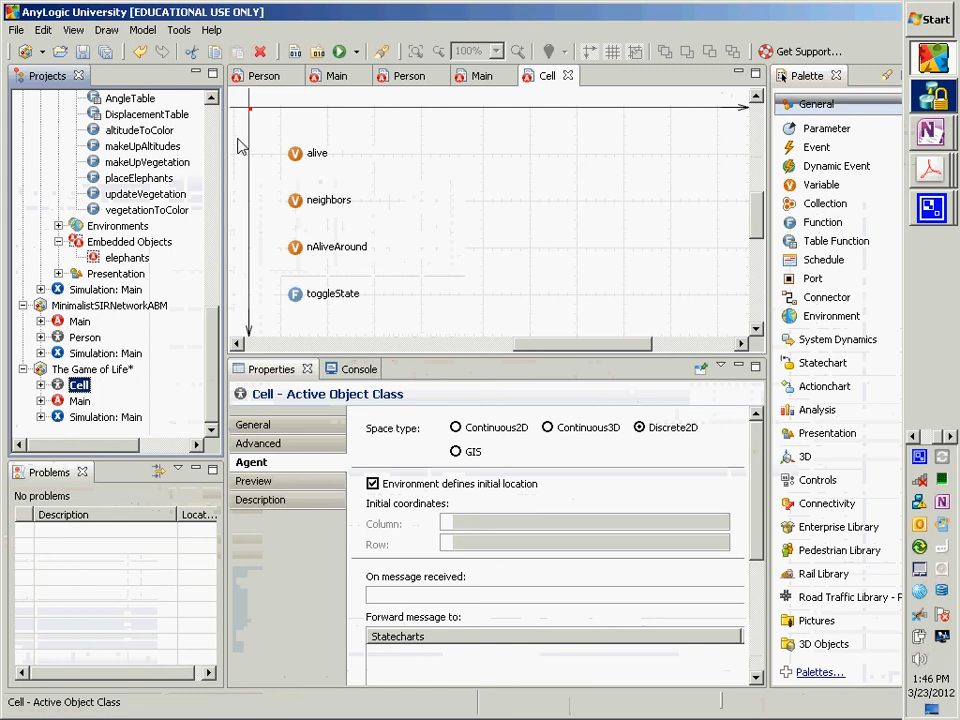 AnyLogic University [EDUCATIONAL USE ONLY]
File Edit View Draw Model Tools Help
100% Get Support...
Start
Projects
AngleTable
DisplacementTable
altitudeToColor
makeUpAltitudes
makeUpVegetation
placeElephants
updateVegetation
vegetationToColor
Environments
Embedded Objects
elephants
Presentation
Simulation: Main
MinimalistSIRNetworkABM
Main
Person
Simulation: Main
The Game of Life*
Cell
Main
Simulation: Main
Problems
No problems
Description Locat...
Person Main Person Main Cell
V alive
V neighbors
V nAliveAround
F toggleState
Properties Console
Cell - Active Object Class
General
Advanced
Agent
Preview
Description
Space type: Continuous2D Continuous3D Discrete2D
GIS
Environment defines initial location
Initial coordinates:
Column:
Row:
On message received:
Forward message to:
Statecharts
Palette
General
Parameter
Event
Dynamic Event
Variable
Collection
Function
Table Function
Schedule
Port
Connector
Environment
System Dynamics
Statechart
Actionchart
Analysis
Presentation
3D
Controls
Connectivity
Enterprise Library
Pedestrian Library
Rail Library
Road Traffic Library - P
Pictures
3D Objects
Palettes...
Cell - Active Object Class
1:46 PM
3/23/2012